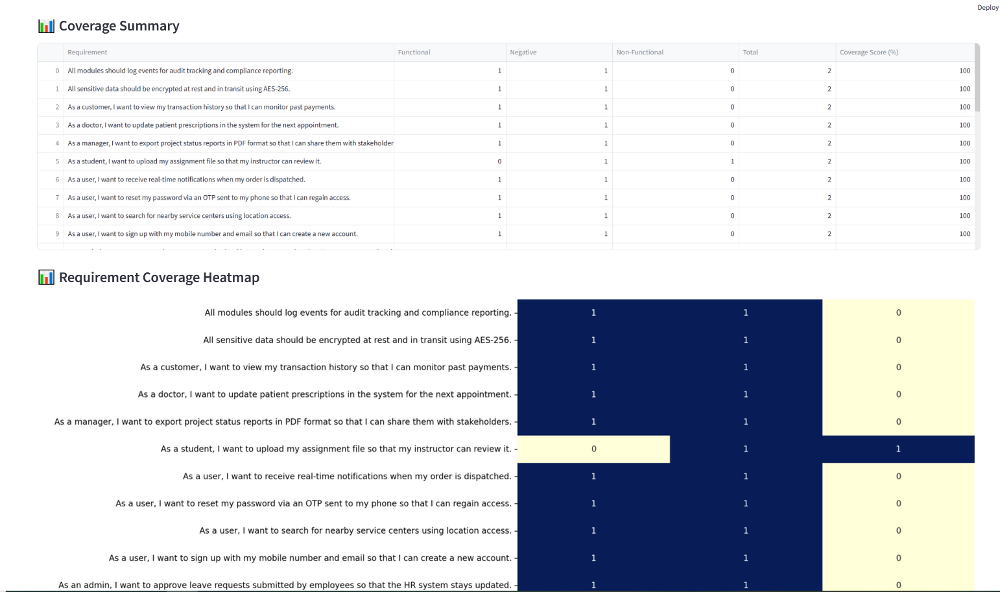 Deploy
Coverage Summary
Requirement Functional Negative Non-Functional Total Coverage Score (%)
0 All modules should log events for audit tracking and compliance reporting. 1 1 0 2 100
1 All sensitive data should be encrypted at rest and in transit using AES-256. 1 1 0 2 100
2 As a customer, I want to view my transaction history so that I can monitor past payments. 1 1 0 2 100
3 As a doctor, I want to update patient prescriptions in the system for the next appointment. 1 1 0 2 100
4 As a manager, I want to export project status reports in PDF format so that I can share them with stakeholder 1 1 0 2 100
5 As a student, I want to upload my assignment file so that my instructor can review it. 0 1 1 2 100
6 As a user, I want to receive real-time notifications when my order is dispatched. 1 1 0 2 100
7 As a user, I want to reset my password via an OTP sent to my phone so that I can regain access. 1 1 0 2 100
8 As a user, I want to search for nearby service centers using location access. 1 1 0 2 100
9 As a user, I want to sign up with my mobile number and email so that I can create a new account. 1 1 0 2 100
Requirement Coverage Heatmap
All modules should log events for audit tracking and compliance reporting. 1 1 0
All sensitive data should be encrypted at rest and in transit using AES-256. 1 1 0
As a customer, I want to view my transaction history so that I can monitor past payments. 1 1 0
As a doctor, I want to update patient prescriptions in the system for the next appointment. 1 1 0
As a manager, I want to export project status reports in PDF format so that I can share them with stakeholders. 1 1 0
As a student, I want to upload my assignment file so that my instructor can review it. 0 1 1
As a user, I want to receive real-time notifications when my order is dispatched. 1 1 0
As a user, I want to reset my password via an OTP sent to my phone so that I can regain access. 1 1 0
As a user, I want to search for nearby service centers using location access. 1 1 0
As a user, I want to sign up with my mobile number and email so that I can create a new account. 1 1 0
As an admin, I want to approve leave requests submitted by employees so that the HR system stays updated. 1 1 0